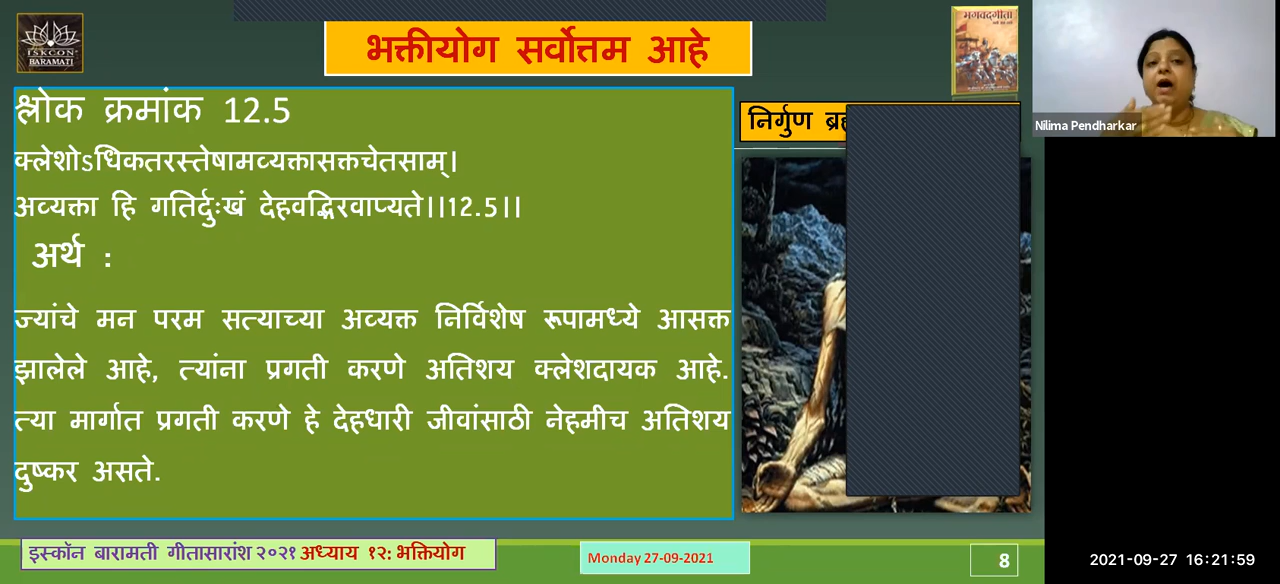 ISKCON
BARAMATI
भक्तीयोग सर्वोत्तम आहे
भगवद्‌गीता
Nilima Pendharkar
श्लोक क्रमांक 12.5
क्लेशोऽधिकतरस्तेषामव्यक्तासक्तचेतसाम्।
अव्यक्ता हि गतिर्दुःखं देहवद्भिरवाप्यते।।12.5।।
अर्थ :
ज्यांचे मन परम सत्याच्या अव्यक्त निर्विशेष रूपामध्ये आसक्त
झालेले आहे, त्यांना प्रगती करणे अतिशय क्लेशदायक आहे.
त्या मार्गात प्रगती करणे हे देहधारी जीवांसाठी नेहमीच अतिशय
दुष्कर असते.
निर्गुण
इस्कॉन बारामती गीतासारांश २०२१ अध्याय १२: भक्तियोग
Monday 27-09-2021
8
2021-09-27 16:21:59